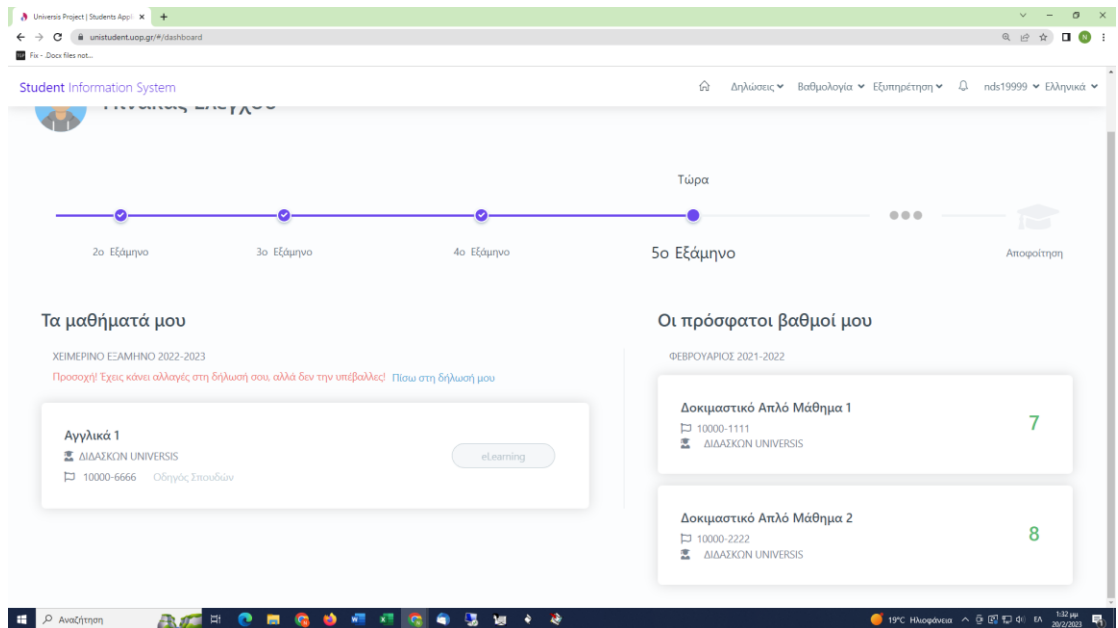 Universis Project | Students Appl
unistudent.uop.gr/#/dashboard
Fix - .Docx files not...
Student Information System
Δηλώσεις
Βαθμολογία
Εξυπηρέτηση
nds19999
Ελληνικά
Πίνακας Ελέγχου
Τώρα
2ο Εξάμηνο
3ο Εξάμηνο
4ο Εξάμηνο
5ο Εξάμηνο
Αποφοίτηση
Τα μαθήματά μου
ΧΕΙΜΕΡΙΝΟ ΕΞΑΜΗΝΟ 2022-2023
Προσοχή! Έχεις κάνει αλλαγές στη δήλωσή σου, αλλά δεν την υπέβαλλες! Πίσω στη δήλωσή μου
Αγγλικά 1
ΔΙΔΑΣΚΩΝ UNIVERSIS
10000-6666 Οδηγός Σπουδών
eLearning
Οι πρόσφατοι βαθμοί μου
ΦΕΒΡΟΥΑΡΙΟΣ 2021-2022
Δοκιμαστικό Απλό Μάθημα 1
10000-1111
ΔΙΔΑΣΚΩΝ UNIVERSIS
7
Δοκιμαστικό Απλό Μάθημα 2
10000-2222
ΔΙΔΑΣΚΩΝ UNIVERSIS
8
Αναζήτηση
19°C Ηλιοφάνεια
ΕΛ
1:32 μμ
20/2/2023